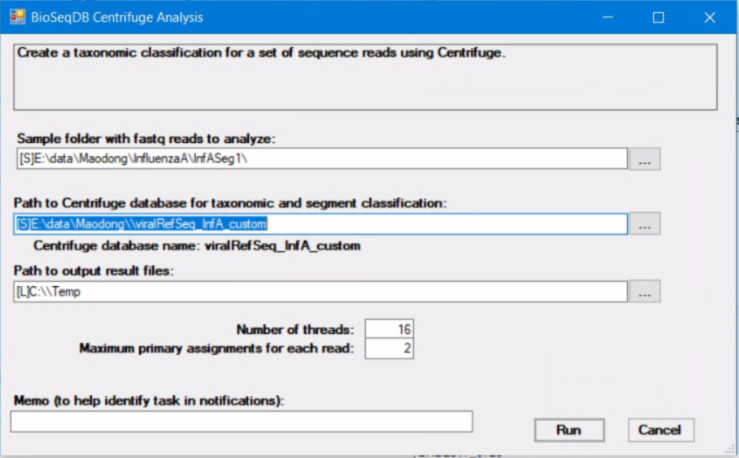 BioSeqDB Centrifuge Analysis
Create a taxonomic classification for a set of sequence reads using Centrifuge.
Sample folder with fastq reads to analyze:
[S]E:\data\Maodong\InfluenzaA\InfASeg1\
...
Path to Centrifuge database for taxonomic and segment classification:
[S]E:\data\Maodong\\viralRefSeq_InfA_custom
...
Centrifuge database name: viralRefSeq_InfA_custom
Path to output result files:
[L]C:\\Temp
...
Number of threads: 16
Maximum primary assignments for each read: 2
Memo (to help identify task in notifications):
Run Cancel